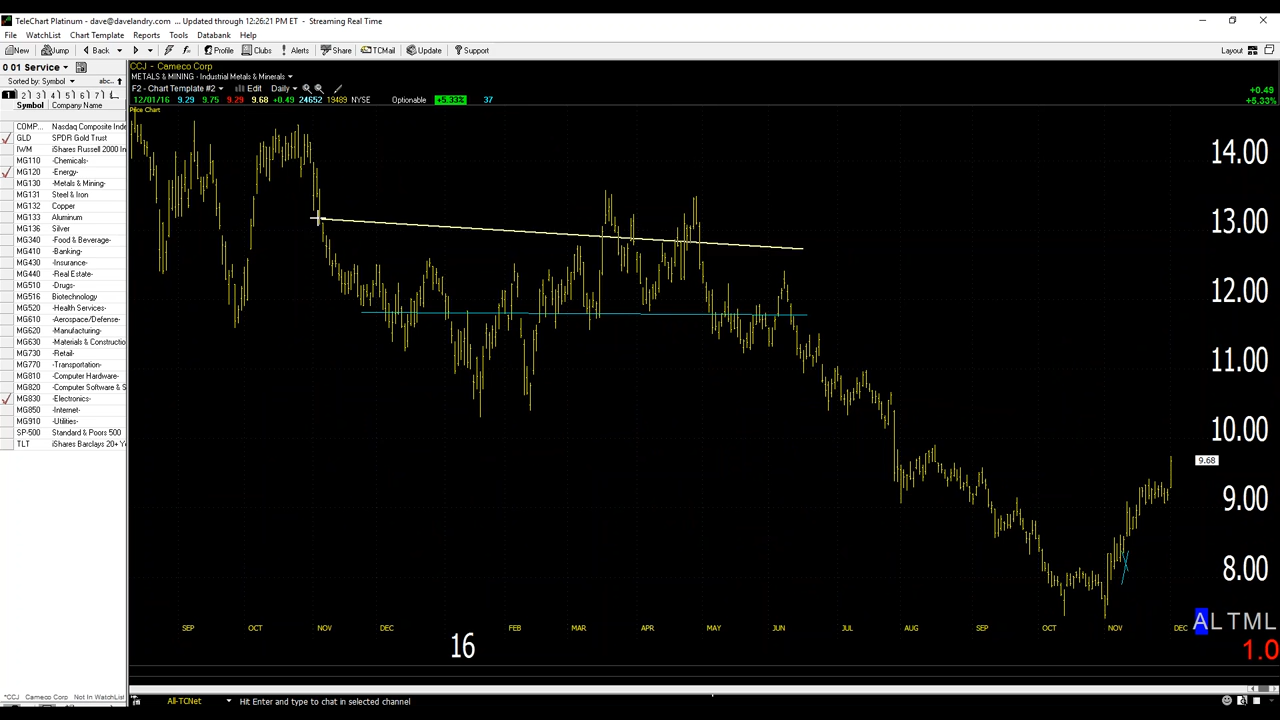 TeleChart Platinum - dave@davelandry.com ... Updated through 12:26:21 PM ET - Streaming Real Time
File WatchList Chart Template Reports Tools Databank Help
New Jump Back Profile Clubs Alerts Share TCMail Update Support Layout
0 01 Service
Sorted by: Symbol abc..
1 2 3 4 5 6 7
Symbol Company Name
COMP... Nasdaq Composite Inde
GLD SPDR Gold Trust
IWM iShares Russell 2000 In
MG110 -Chemicals-
MG120 -Energy-
MG130 -Metals & Mining-
MG131 Steel & Iron
MG132 Copper
MG133 Aluminum
MG136 Silver
MG340 -Food & Beverage-
MG410 -Banking-
MG430 -Insurance-
MG440 -Real Estate-
MG510 -Drugs-
MG516 Biotechnology
MG520 -Health Services-
MG610 -Aerospace/Defense-
MG620 -Manufacturing-
MG630 -Materials & Constructio
MG730 -Retail-
MG770 -Transportation-
MG810 -Computer Hardware-
MG820 -Computer Software & S
MG830 -Electronics-
MG850 -Internet-
MG910 -Utilities-
SP-500 Standard & Poors 500
TLT iShares Barclays 20+ Y
*CCJ Cameco Corp Not In WatchList
CCJ - Cameco Corp
METALS & MINING - Industrial Metals & Minerals
F2 - Chart Template #2 Edit Daily
12/01/16 9.29 9.75 9.29 9.68 +0.49 24652 19489 NYSE Optionable +5.33% 37
+0.49
+5.33%
Price Chart
14.00
13.00
12.00
11.00
10.00
9.68
9.00
8.00
SEP OCT NOV DEC 16 FEB MAR APR MAY JUN JUL AUG SEP OCT NOV DEC
ALTML
1.0
All-TCNet Hit Enter and type to chat in selected channel